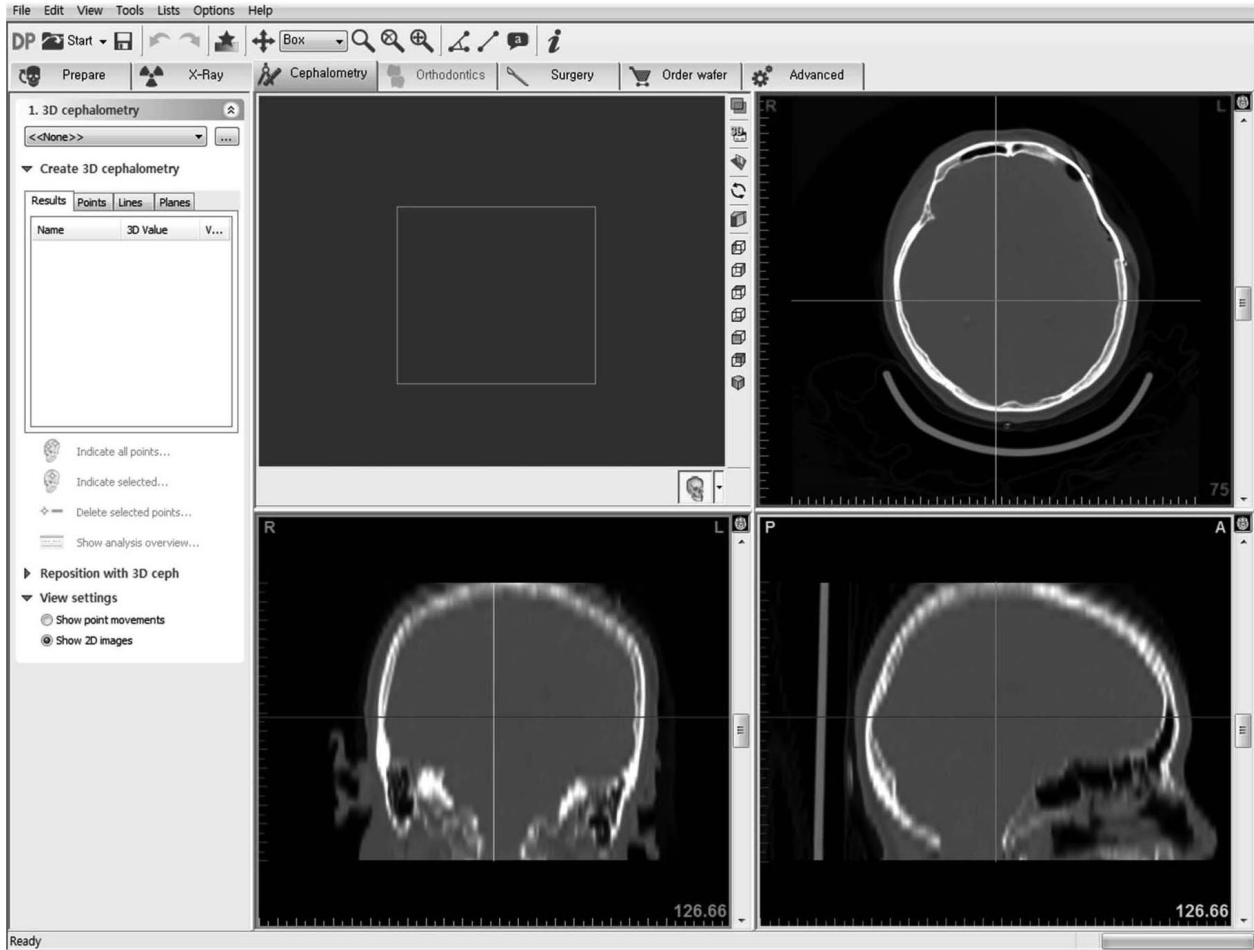 File Edit View Tools Lists Options Help
DP Start Box a i
Prepare X-Ray Cephalometry Orthodontics Surgery Order wafer Advanced
1. 3D cephalometry
<<None>> ...
Create 3D cephalometry
Results Points Lines Planes
Name 3D Value V...
Indicate all points...
Indicate selected...
Delete selected points...
Show analysis overview...
Reposition with 3D ceph
View settings
Show point movements
Show 2D images
3D
R L
75
R L
126.66
P A
126.66
Ready